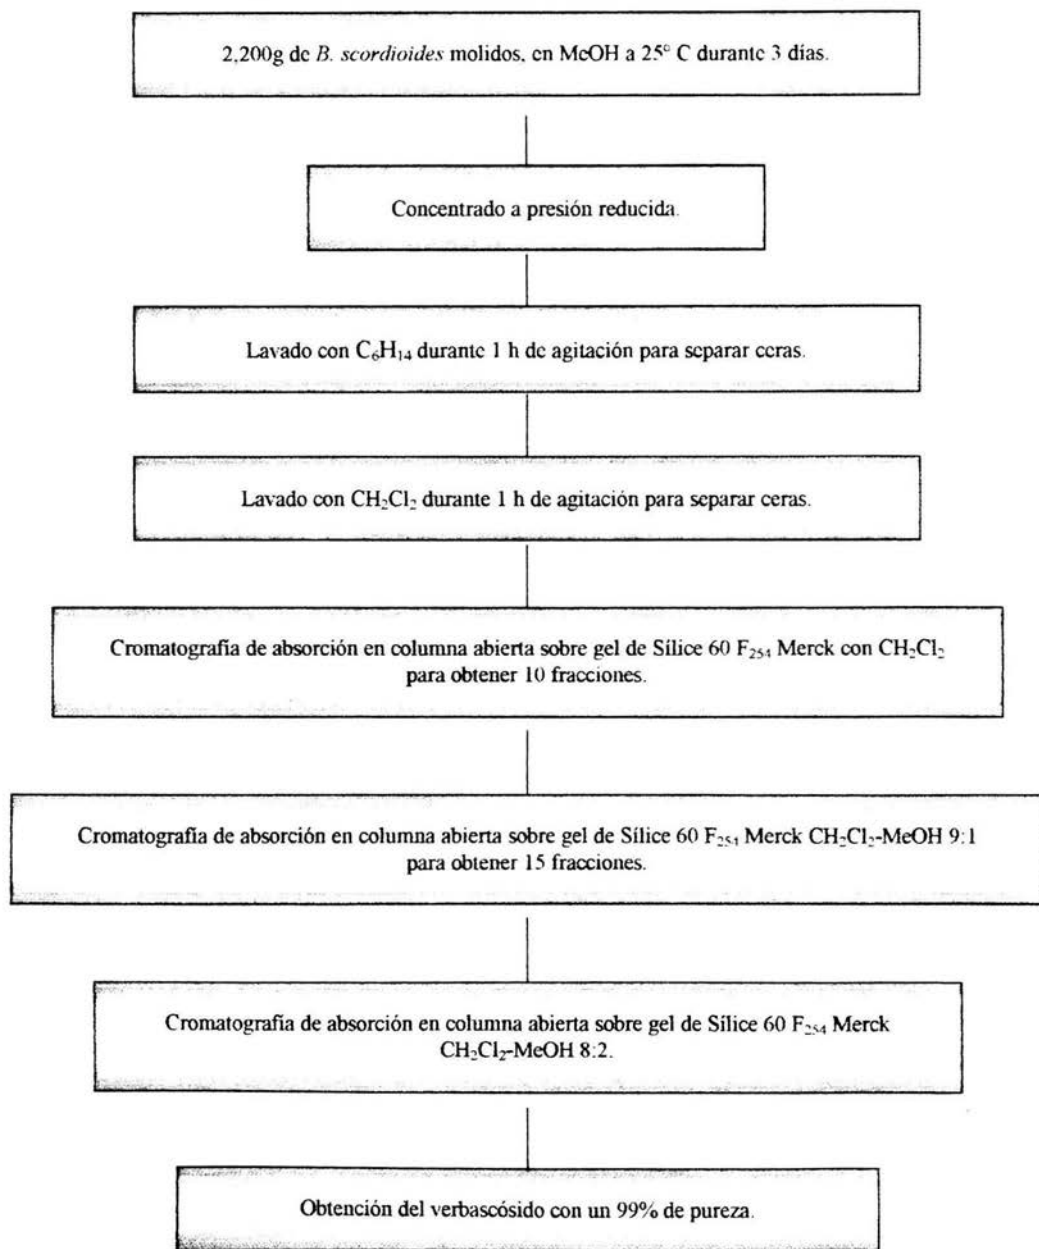 2,200g de B. scordioides molidos, en MeOH a 25° C durante 3 días.
Concentrado a presión reducida.
Lavado con C₆H₁₄ durante 1 h de agitación para separar ceras.
Lavado con CH₂Cl₂ durante 1 h de agitación para separar ceras.
Cromatografía de absorción en columna abierta sobre gel de Sílice 60 F₂₅₄ Merck con CH₂Cl₂
para obtener 10 fracciones.
Cromatografía de absorción en columna abierta sobre gel de Sílice 60 F₂₅₄ Merck CH₂Cl₂-MeOH 9:1
para obtener 15 fracciones.
Cromatografía de absorción en columna abierta sobre gel de Sílice 60 F₂₅₄ Merck
CH₂Cl₂-MeOH 8:2.
Obtención del verbascósido con un 99% de pureza.